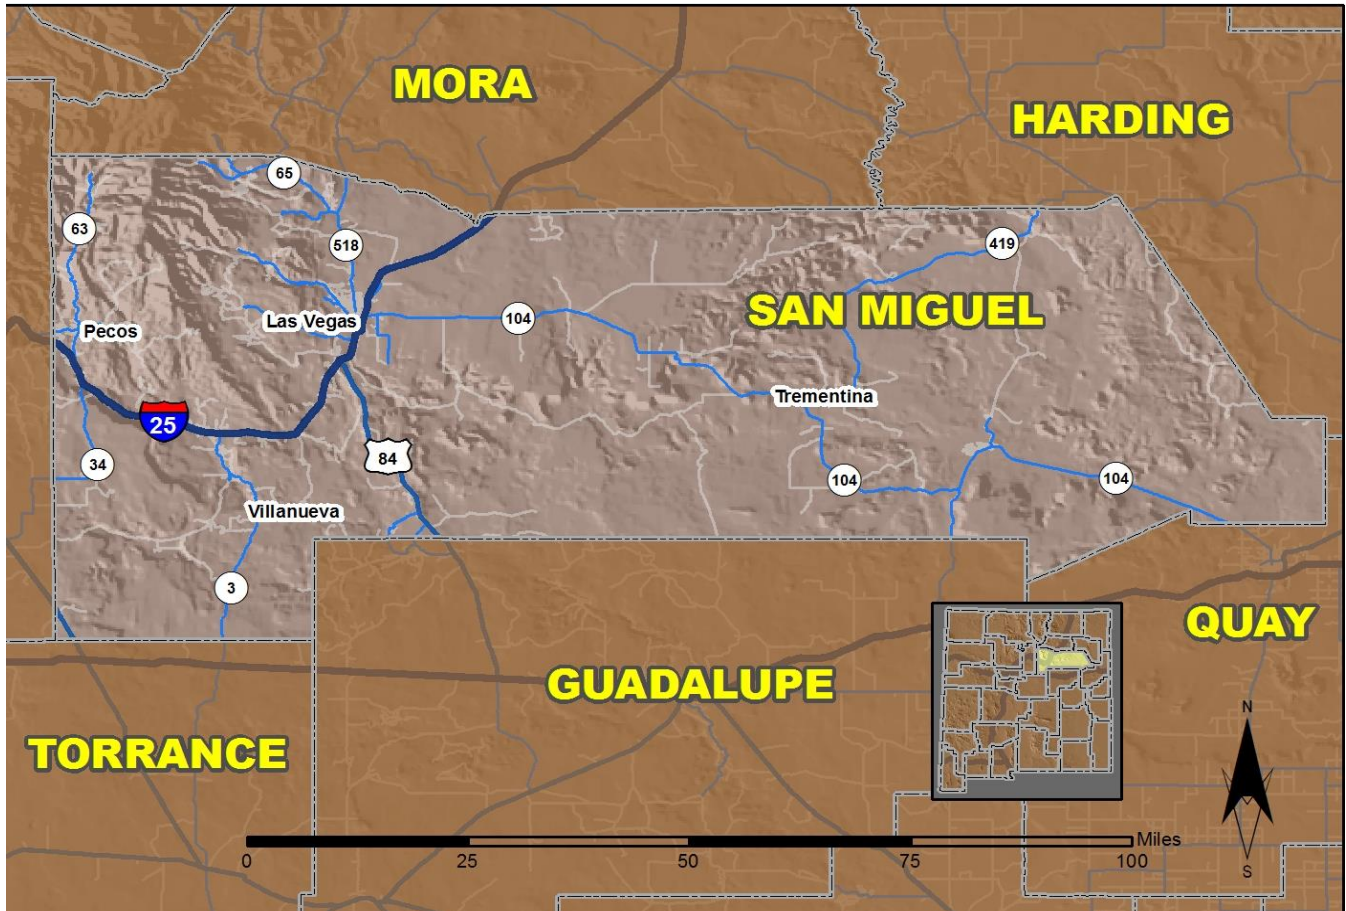 MORA
HARDING
65
63
518
419
SAN MIGUEL
104
Las Vegas
Pecos
Trementina
25
84
34
104
104
Villanueva
3
QUAY
GUADALUPE
N
TORRANCE
Miles
0 25 50 75 100
S